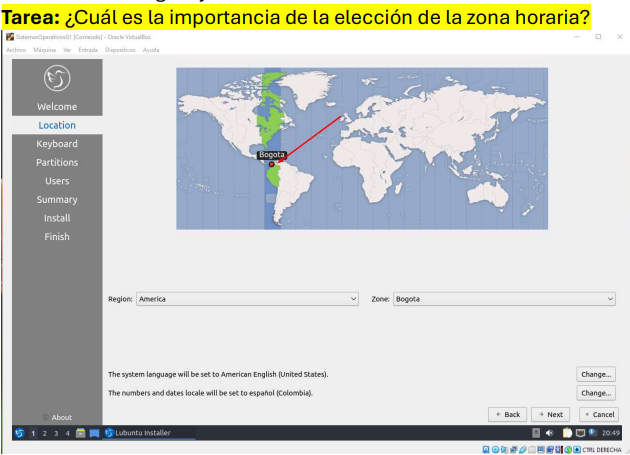 Tarea: ¿Cuál es la importancia de la elección de la zona horaria?
SistemasOperativos01 [Corriendo] - Oracle VirtualBox
Archivo Máquina Ver Entrada Dispositivos Ayuda
Welcome
Location
Keyboard
Partitions
Users
Summary
Install
Finish
About
Bogota
Region: America Zone: Bogota
The system language will be set to American English (United States). Change...
The numbers and dates locale will be set to español (Colombia). Change...
Back Next Cancel
1 2 3 4 Lubuntu Installer 20:49
CTRL DERECHA